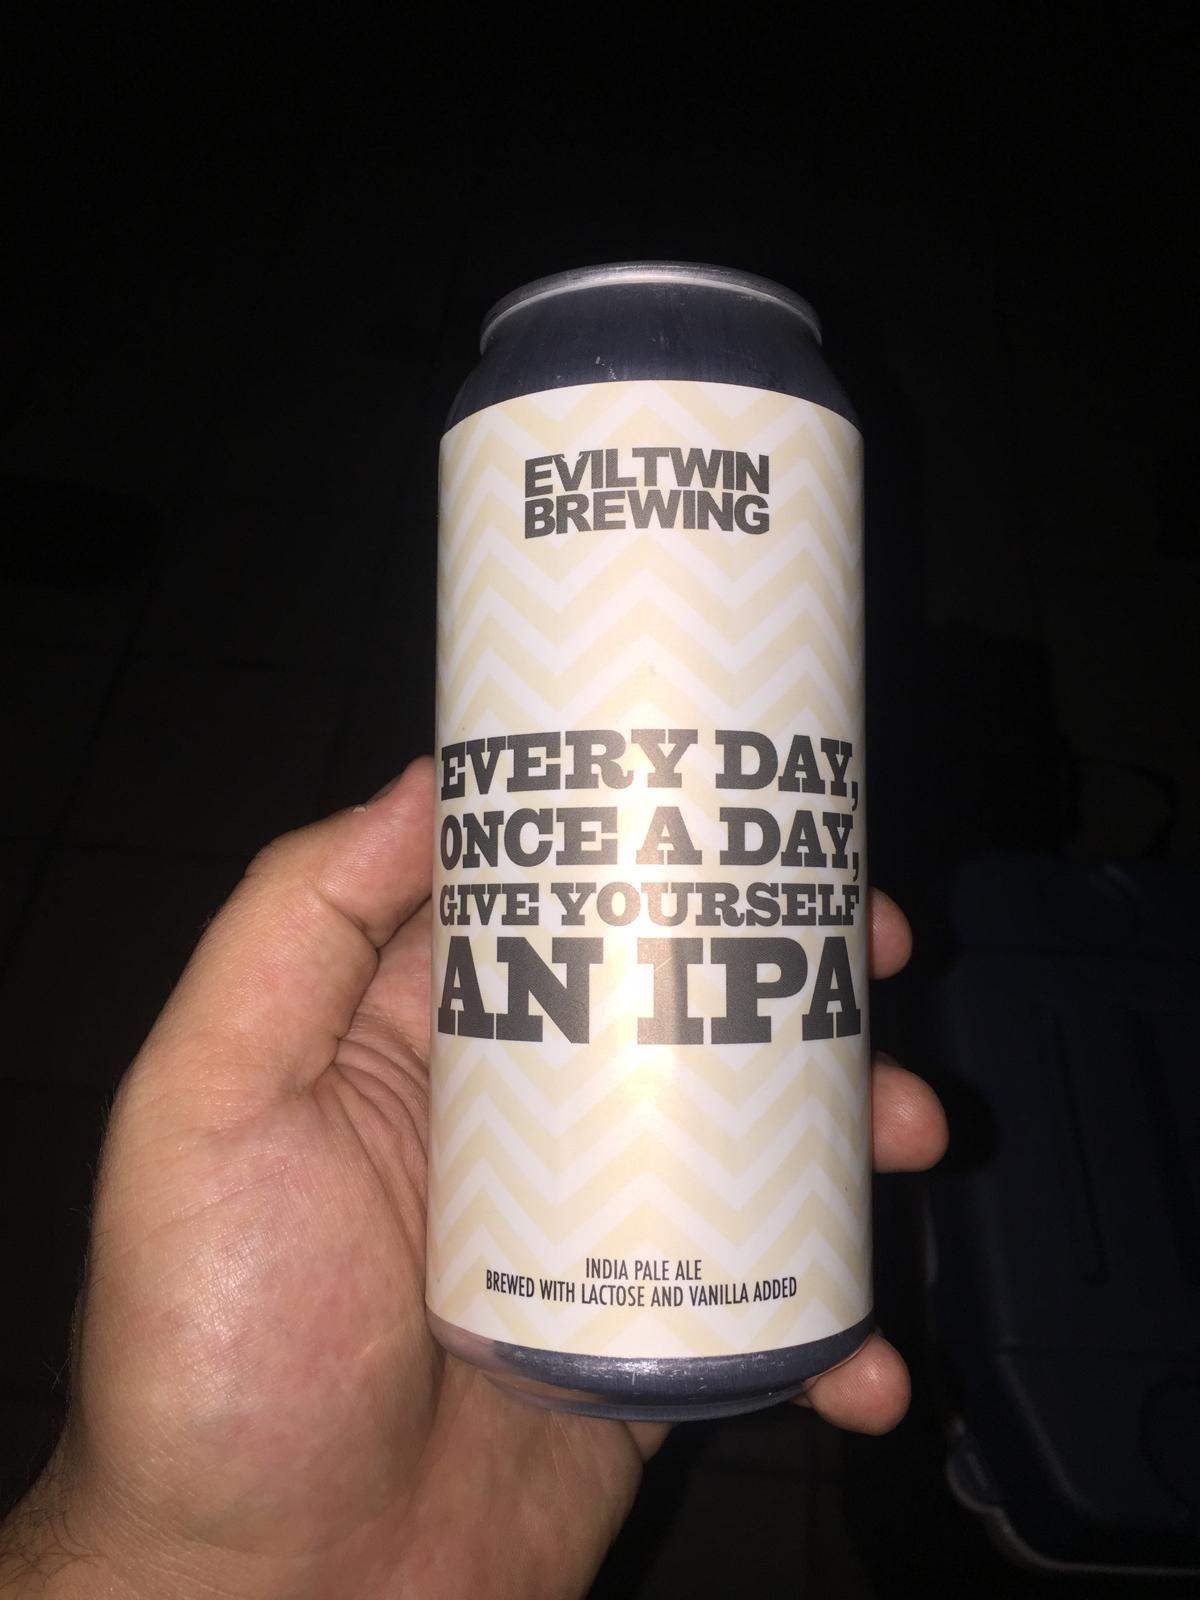 EVILTWIN
BREWING
EVERY DAY,
ONCE A DAY,
GIVE YOURSELF
AN IPA
INDIA PALE ALE
BREWED WITH LACTOSE AND VANILLA ADDED